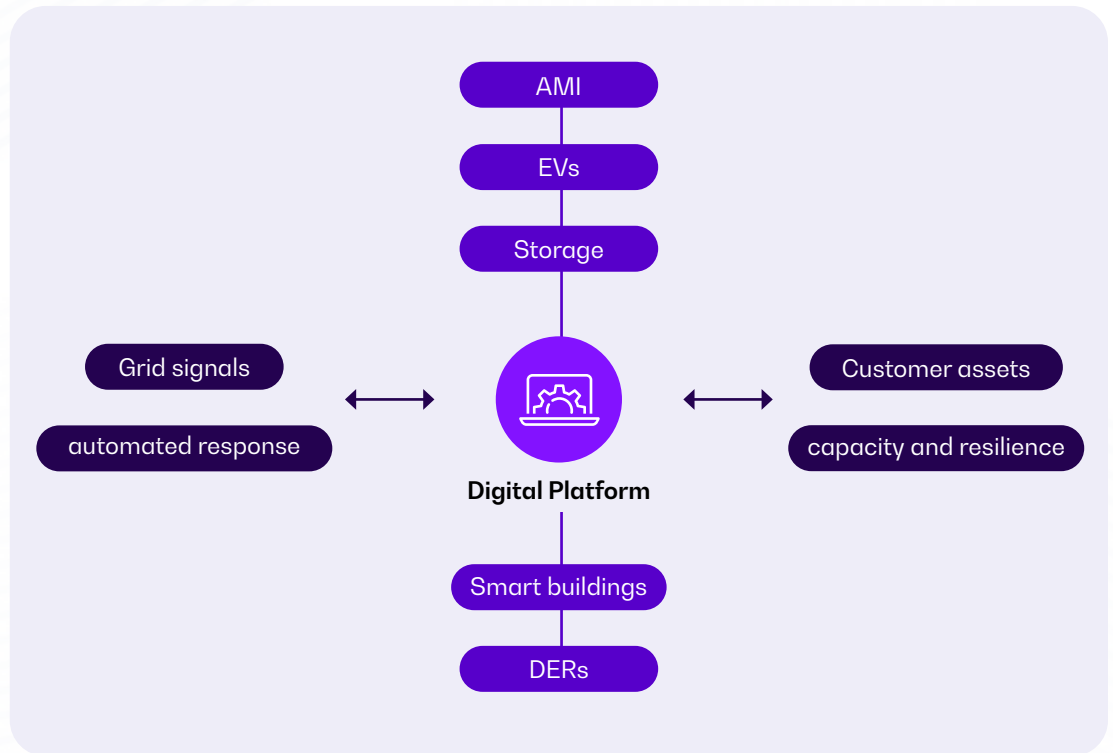 AMI
EVs
Storage
Grid signals
automated response
Customer assets
capacity and resilience
Digital Platform
Smart buildings
DERs